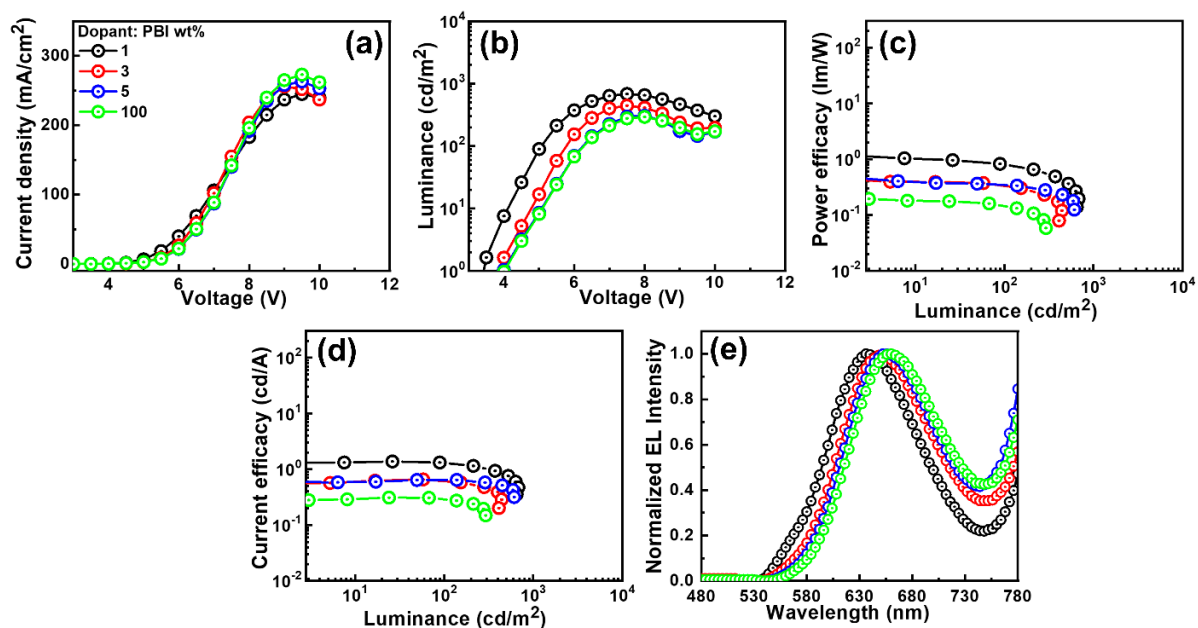 Dopant: PBI wt%
1
3
5
100
(a)
300
200
100
0
4 6 8 10 12
Voltage (V)
Current density (mA/cm²)
(b)
10⁴
10³
10²
10¹
10⁰
4 6 8 10 12
Voltage (V)
Luminance (cd/m²)
(c)
10²
10¹
10⁰
10⁻¹
10⁻²
10¹ 10² 10³ 10⁴
Luminance (cd/m²)
Power efficacy (lm/W)
(d)
10²
10¹
10⁰
10⁻¹
10⁻²
10¹ 10² 10³ 10⁴
Luminance (cd/m²)
Current efficacy (cd/A)
(e)
1.0
0.8
0.6
0.4
0.2
0.0
480 530 580 630 680 730 780
Wavelength (nm)
Normalized EL Intensity